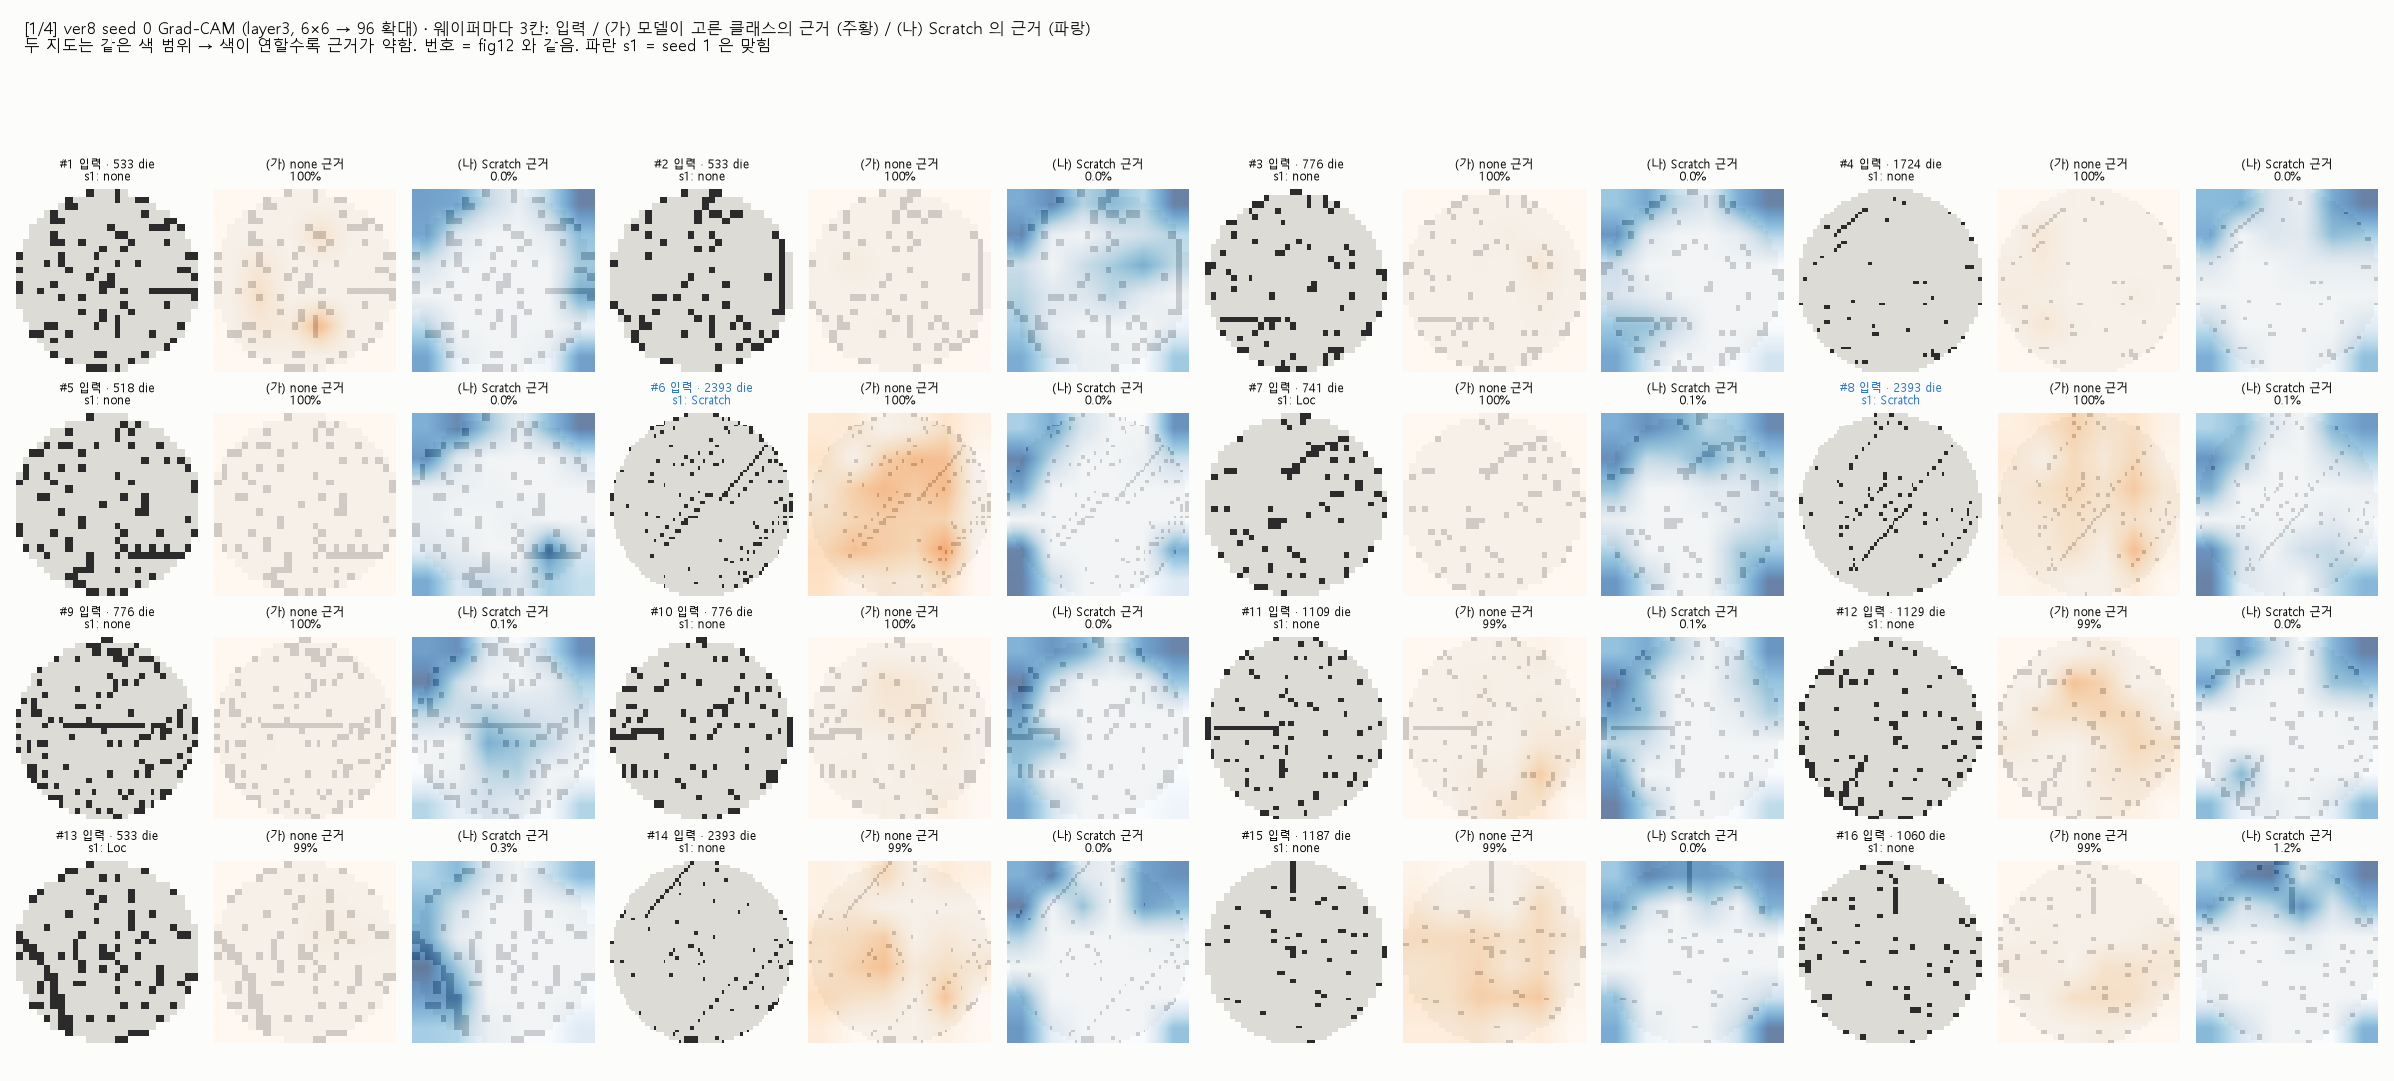 [1/4] ver8 seed 0 Grad-CAM (layer3, 6×6 → 96 확대) · 웨이퍼마다 3칸: 입력 / (가) 모델이 고른 클래스의 근거 (주황) / (나) Scratch 의 근거 (파랑)
두 지도는 같은 색 범위 → 색이 연할수록 근거가 약함. 번호 = fig12 와 같음. 파란 s1 = seed 1 은 맞힘
#1 입력 · 533 die
s1: none
(가) none 근거
100%
(나) Scratch 근거
0.0%
#2 입력 · 533 die
s1: none
(가) none 근거
100%
(나) Scratch 근거
0.0%
#3 입력 · 776 die
s1: none
(가) none 근거
100%
(나) Scratch 근거
0.0%
#4 입력 · 1724 die
s1: none
(가) none 근거
100%
(나) Scratch 근거
0.0%
#5 입력 · 518 die
s1: none
(가) none 근거
100%
(나) Scratch 근거
0.0%
#6 입력 · 2393 die
s1: Scratch
(가) none 근거
100%
(나) Scratch 근거
0.0%
#7 입력 · 741 die
s1: Loc
(가) none 근거
100%
(나) Scratch 근거
0.1%
#8 입력 · 2393 die
s1: Scratch
(가) none 근거
100%
(나) Scratch 근거
0.1%
#9 입력 · 776 die
s1: none
(가) none 근거
100%
(나) Scratch 근거
0.1%
#10 입력 · 776 die
s1: none
(가) none 근거
100%
(나) Scratch 근거
0.0%
#11 입력 · 1109 die
s1: none
(가) none 근거
99%
(나) Scratch 근거
0.1%
#12 입력 · 1129 die
s1: none
(가) none 근거
99%
(나) Scratch 근거
0.0%
#13 입력 · 533 die
s1: Loc
(가) none 근거
99%
(나) Scratch 근거
0.3%
#14 입력 · 2393 die
s1: none
(가) none 근거
99%
(나) Scratch 근거
0.0%
#15 입력 · 1187 die
s1: none
(가) none 근거
99%
(나) Scratch 근거
0.0%
#16 입력 · 1060 die
s1: none
(가) none 근거
99%
(나) Scratch 근거
1.2%